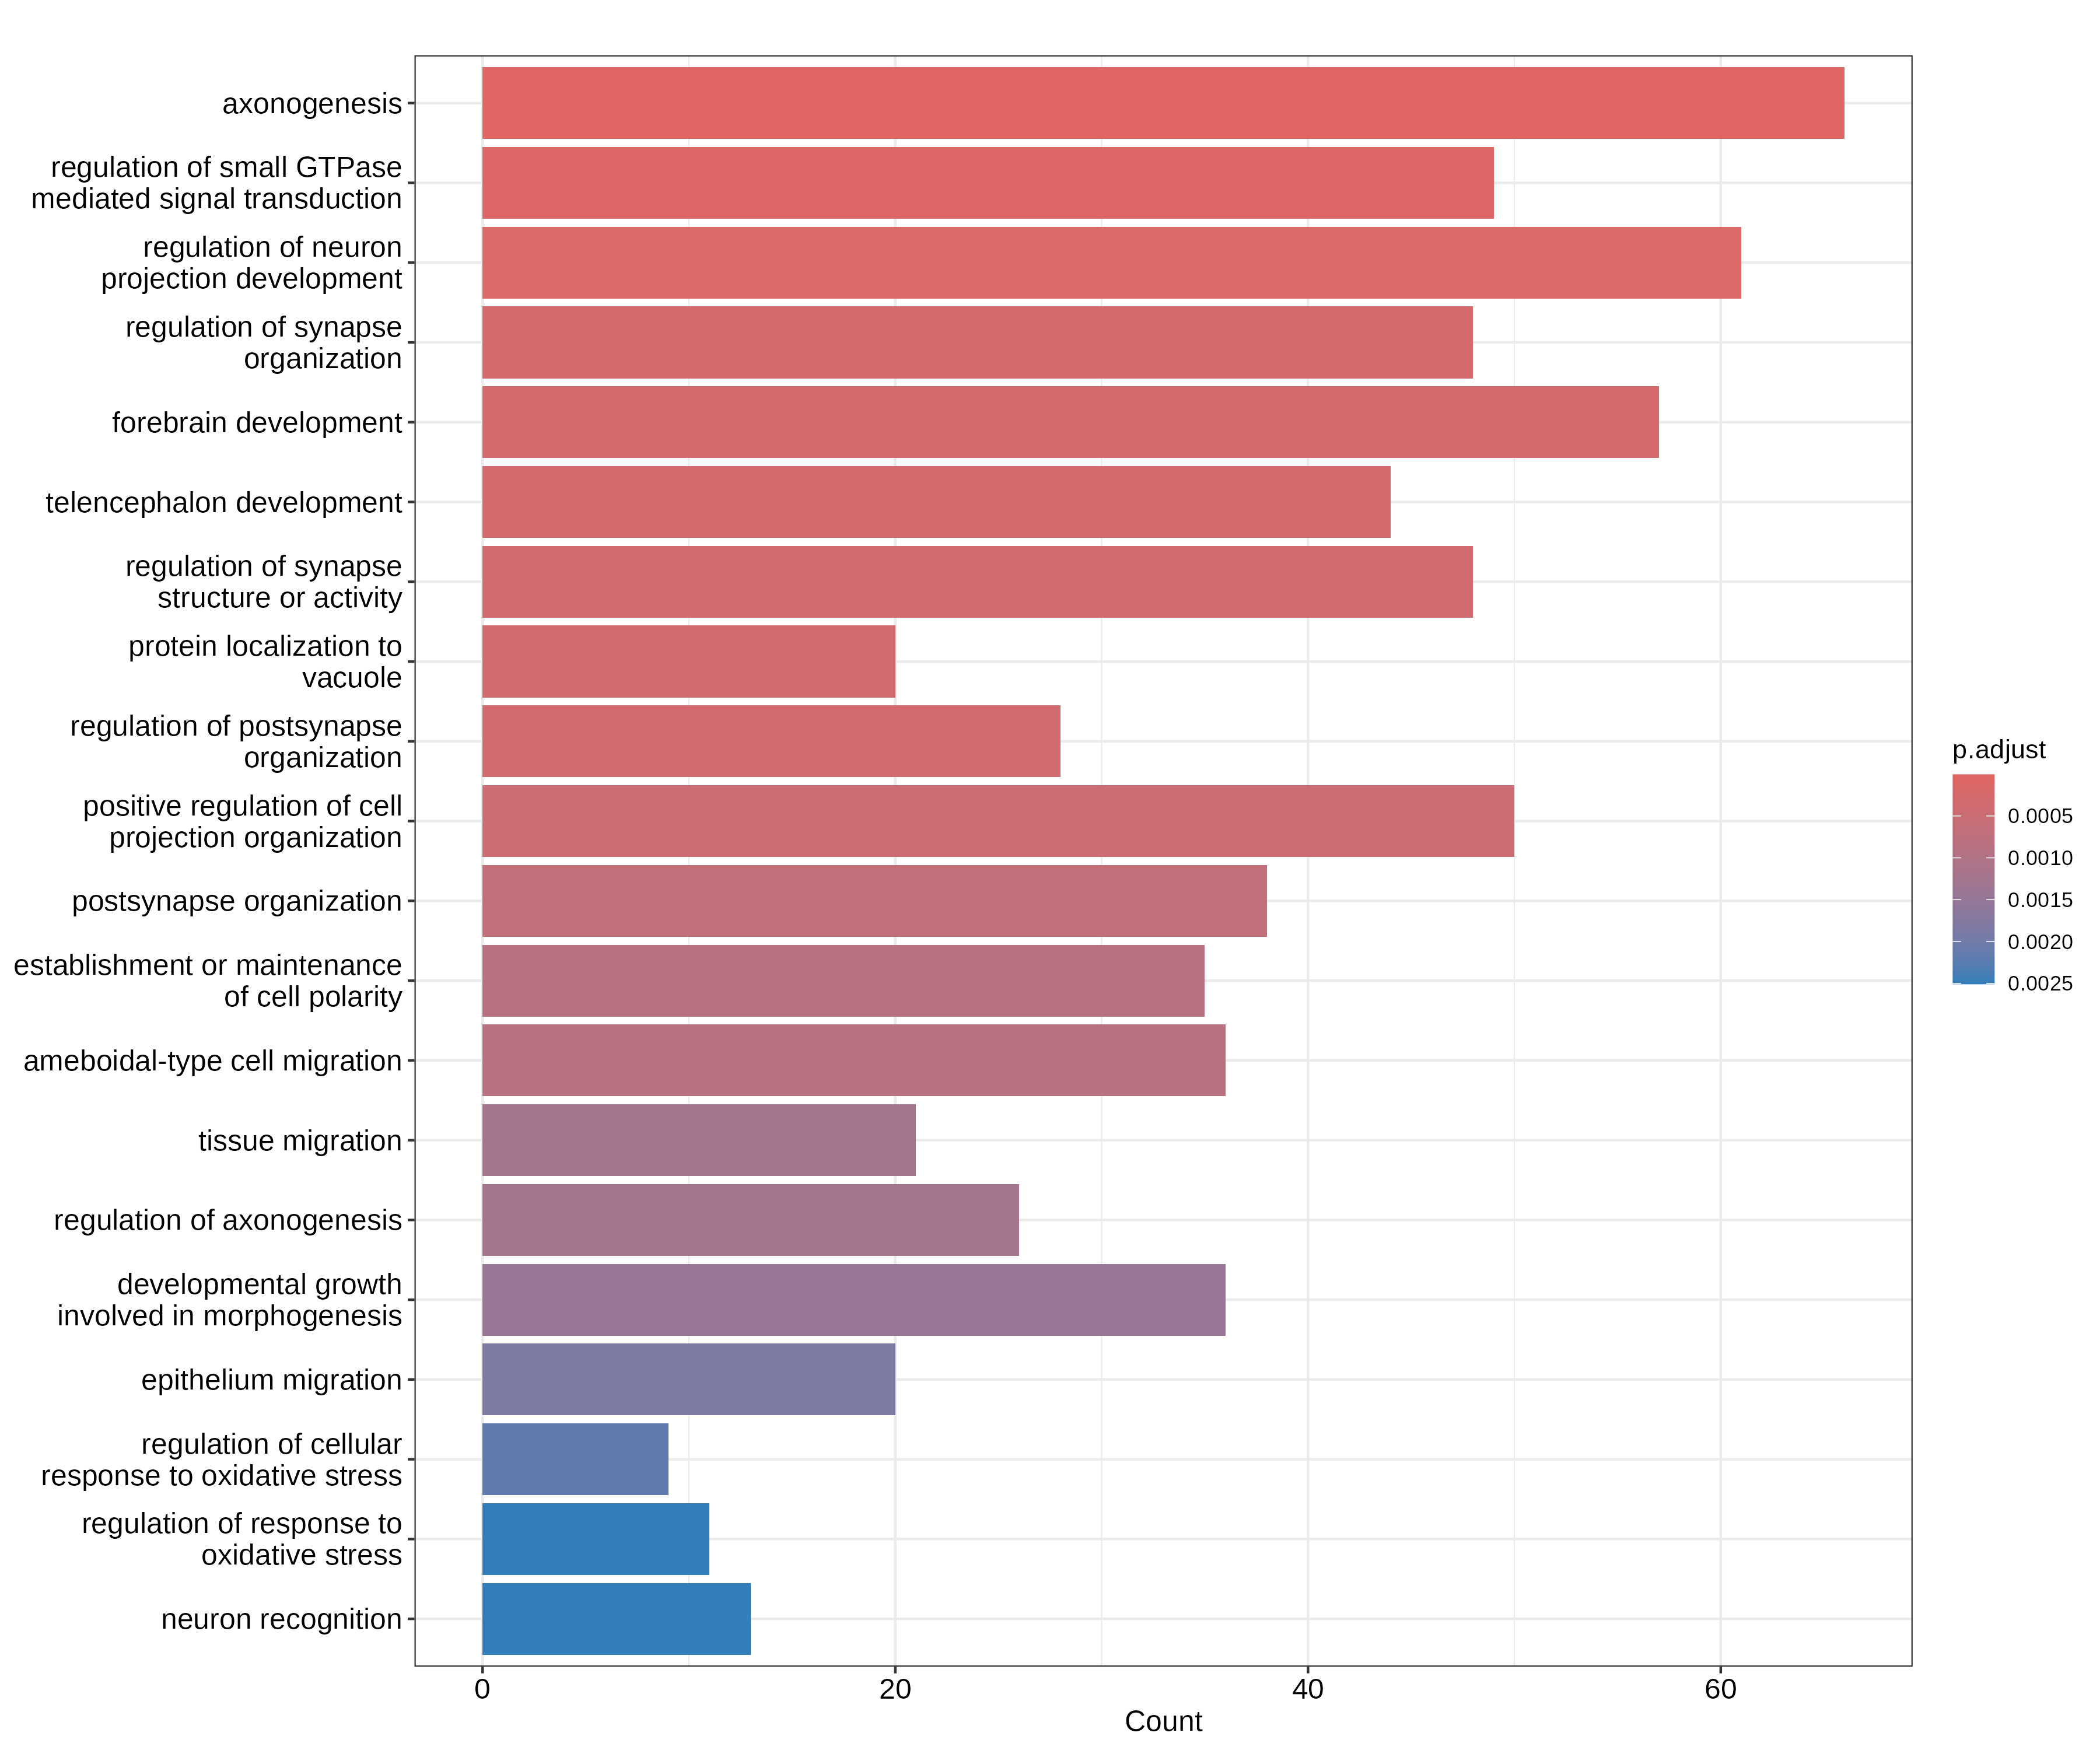 axonogenesis
regulation of small GTPase
mediated signal transduction
regulation of neuron
projection development
regulation of synapse
organization
forebrain development
telencephalon development
regulation of synapse
structure or activity
protein localization to
vacuole
regulation of postsynapse
organization
positive regulation of cell
projection organization
postsynapse organization
establishment or maintenance
of cell polarity
ameboidal-type cell migration
tissue migration
regulation of axonogenesis
developmental growth
involved in morphogenesis
epithelium migration
regulation of cellular
response to oxidative stress
regulation of response to
oxidative stress
neuron recognition
0 20 40 60
Count
p.adjust
0.0005
0.0010
0.0015
0.0020
0.0025